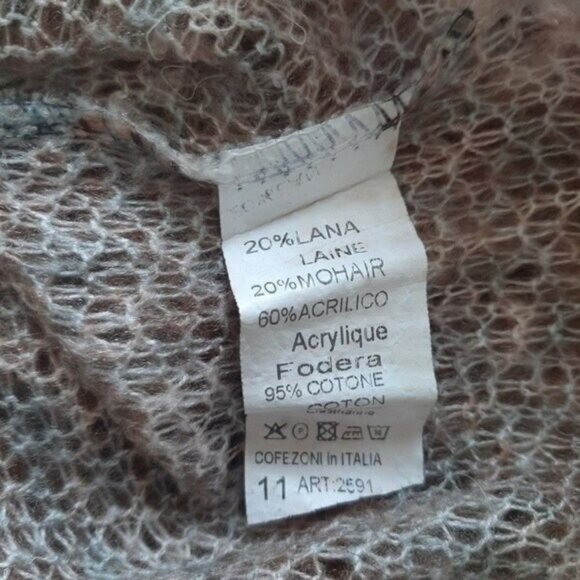 20%LANA
LAINE
20%MOHAIR
60%ACRILICO
Acrylique
Fodera
95% COTONE
COTON
COFEZONI in ITALIA
11 ART:2591